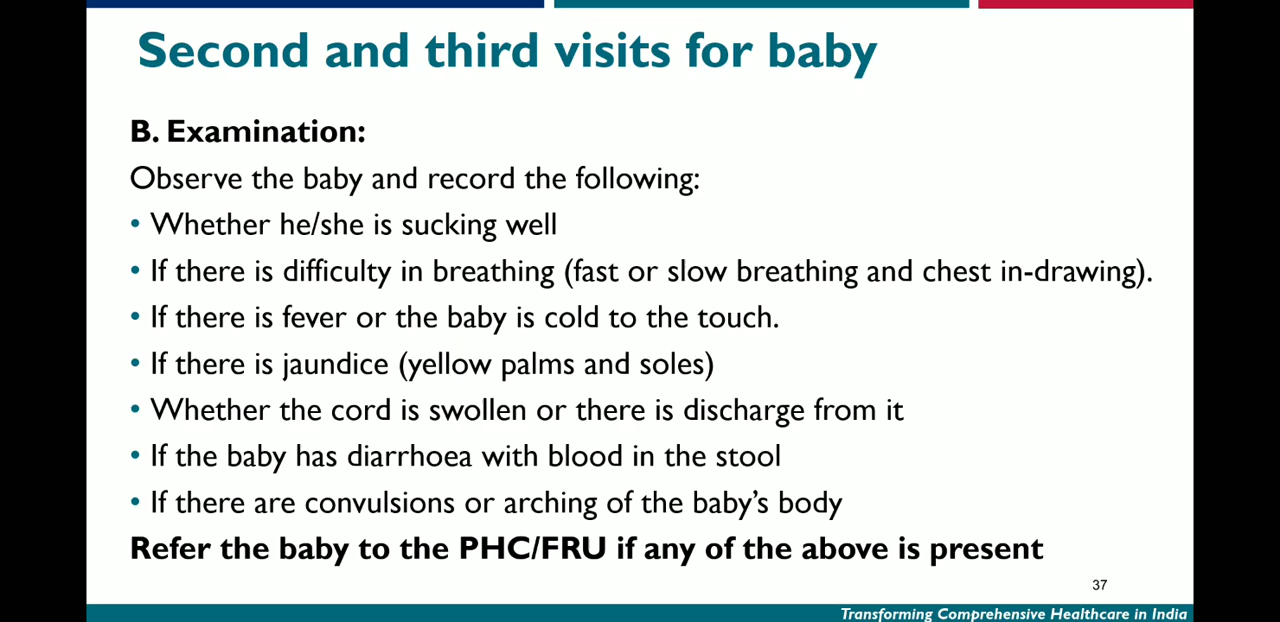 Second and third visits for baby
B. Examination:
Observe the baby and record the following:
• Whether he/she is sucking well
• If there is difficulty in breathing (fast or slow breathing and chest in-drawing).
• If there is fever or the baby is cold to the touch.
• If there is jaundice (yellow palms and soles)
• Whether the cord is swollen or there is discharge from it
• If the baby has diarrhoea with blood in the stool
• If there are convulsions or arching of the baby’s body
Refer the baby to the PHC/FRU if any of the above is present
37
Transforming Comprehensive Healthcare in India